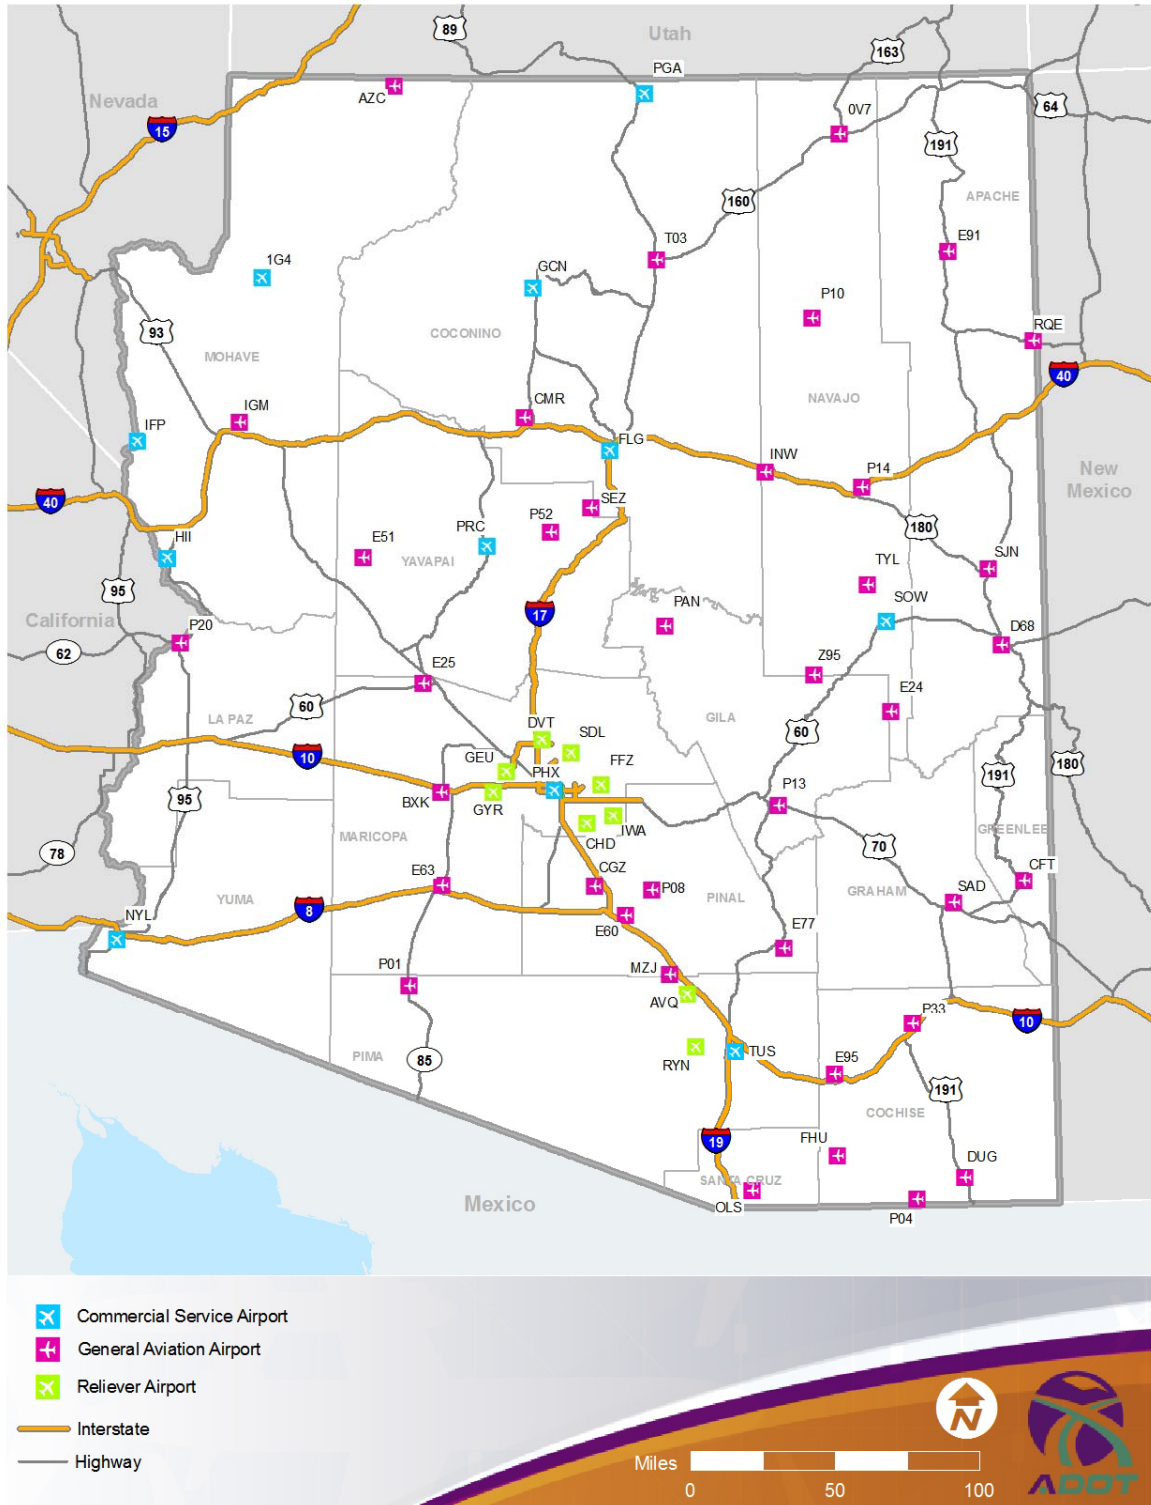 89
Utah
163
PGA
AZC
Nevada
64
0V7
15
191
160
APACHE
T03
E91
1G4
GCN
P10
93
COCONINO
RQE
MOHAVE
40
NAVAJO
IGM
CMR
IFP
FLG
INW
P14
New
Mexico
40
SEZ
P52
PRC
180
HII
E51
YAVAPAI
TYL
SJN
95
SOW
PAN
California
17
P20
D68
62
E25
Z95
E24
60
LA PAZ
GILA
DVT
SDL
60
10
GEU
PHX
FFZ
180
191
95
BXK
GYR
P13
IWA
MARICOPA
CHD
GREENLEE
70
78
CGZ
CFT
E63
P08
PINAL
GRAHAM
SAD
YUMA
8
NYL
E60
E77
P01
MZJ
AVQ
P33
10
PIMA
85
RYN
TUS
E95
191
COCHISE
19
FHU
DUG
SANTA CRUZ
Mexico
OLS
P04
Commercial Service Airport
General Aviation Airport
Reliever Airport
Interstate
Highway
N
Miles
0 50 100
ADOT